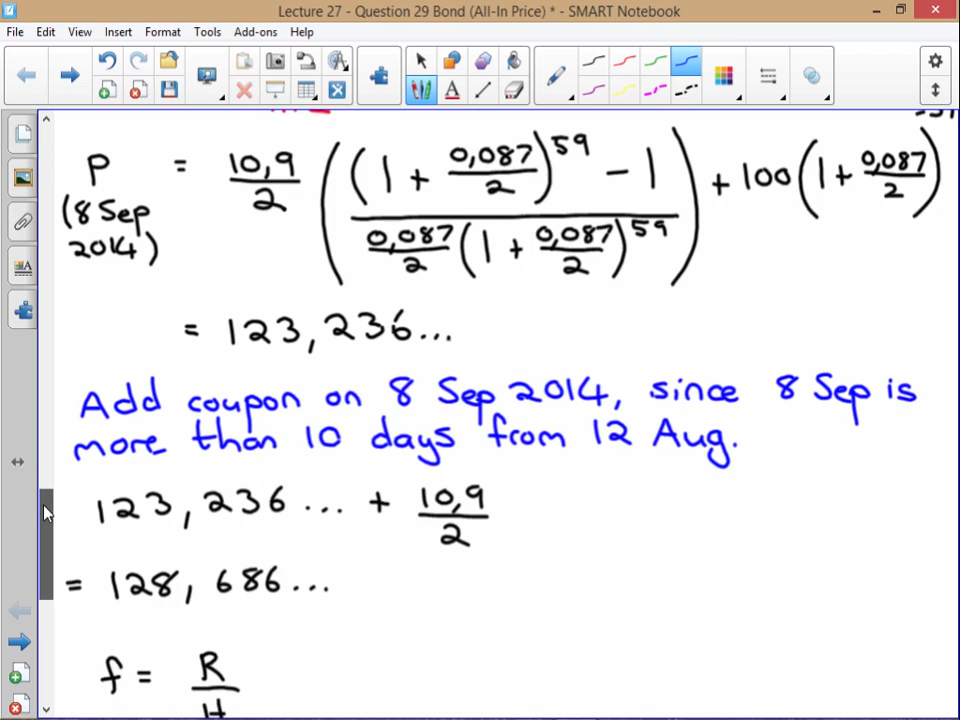 Lecture 27 - Question 29 Bond (All-In Price) * - SMART Notebook
File Edit View Insert Format Tools Add-ons Help
P (8 Sep 2014) = 10,9/2 (((1 + 0,087/2)^59 - 1) / (0,087/2 (1 + 0,087/2)^59)) + 100 (1 + 0,087/2)
= 123,236...
Add coupon on 8 Sep 2014, since 8 Sep is
more than 10 days from 12 Aug.
123,236... + 10,9/2
= 128,686...
f = R/H